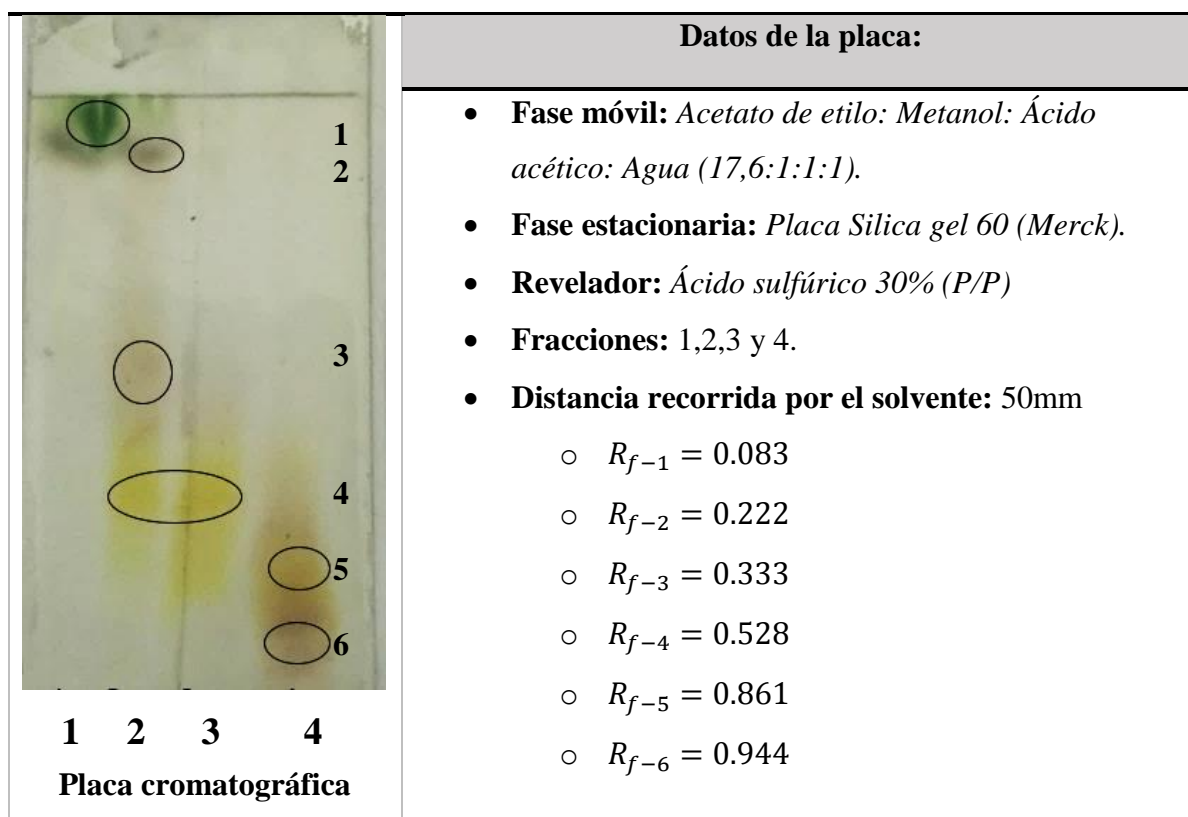 1
2
3
4
5
6
1 2 3 4
Placa cromatográfica
Datos de la placa:
• Fase móvil: Acetato de etilo: Metanol: Ácido
acético: Agua (17,6:1:1:1).
• Fase estacionaria: Placa Silica gel 60 (Merck).
• Revelador: Ácido sulfúrico 30% (P/P)
• Fracciones: 1,2,3 y 4.
• Distancia recorrida por el solvente: 50mm
○ R_{f−1} = 0.083
○ R_{f−2} = 0.222
○ R_{f−3} = 0.333
○ R_{f−4} = 0.528
○ R_{f−5} = 0.861
○ R_{f−6} = 0.944